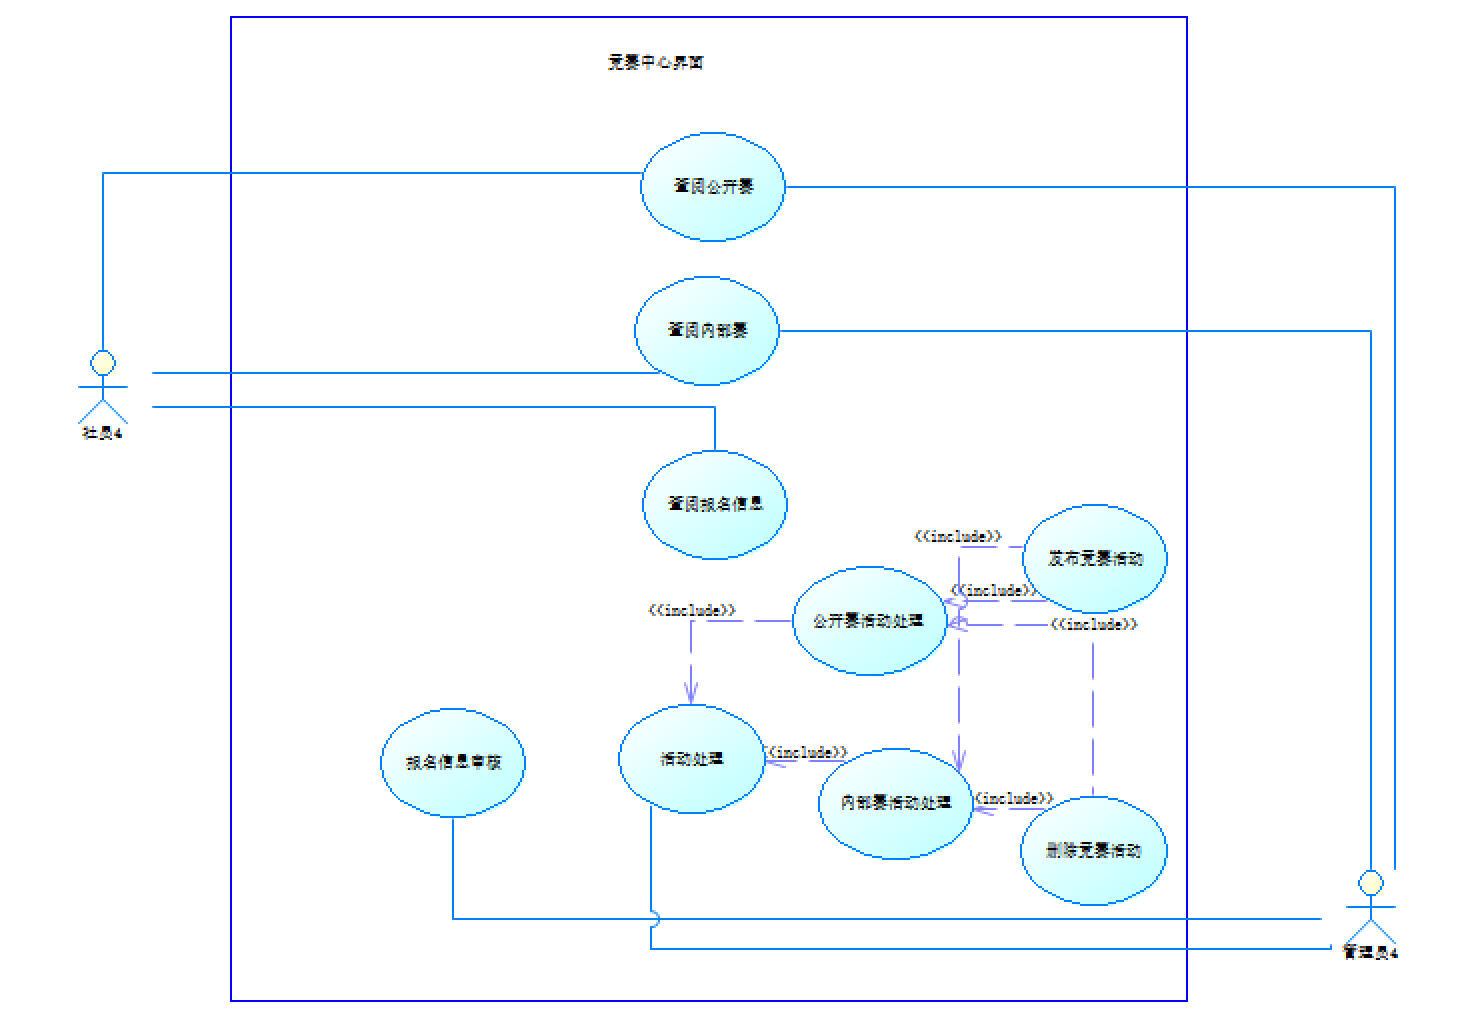 竞赛中心界面
查阅公开赛
查阅内部赛
社员4
查阅报名信息
<<include>>
发布竞赛活动
<<include>>
<<include>>
公开赛活动处理
<<include>>
<include>>
活动处理
报名信息审核
<include>>
内部赛活动处理
删除竞赛活动
管理员4